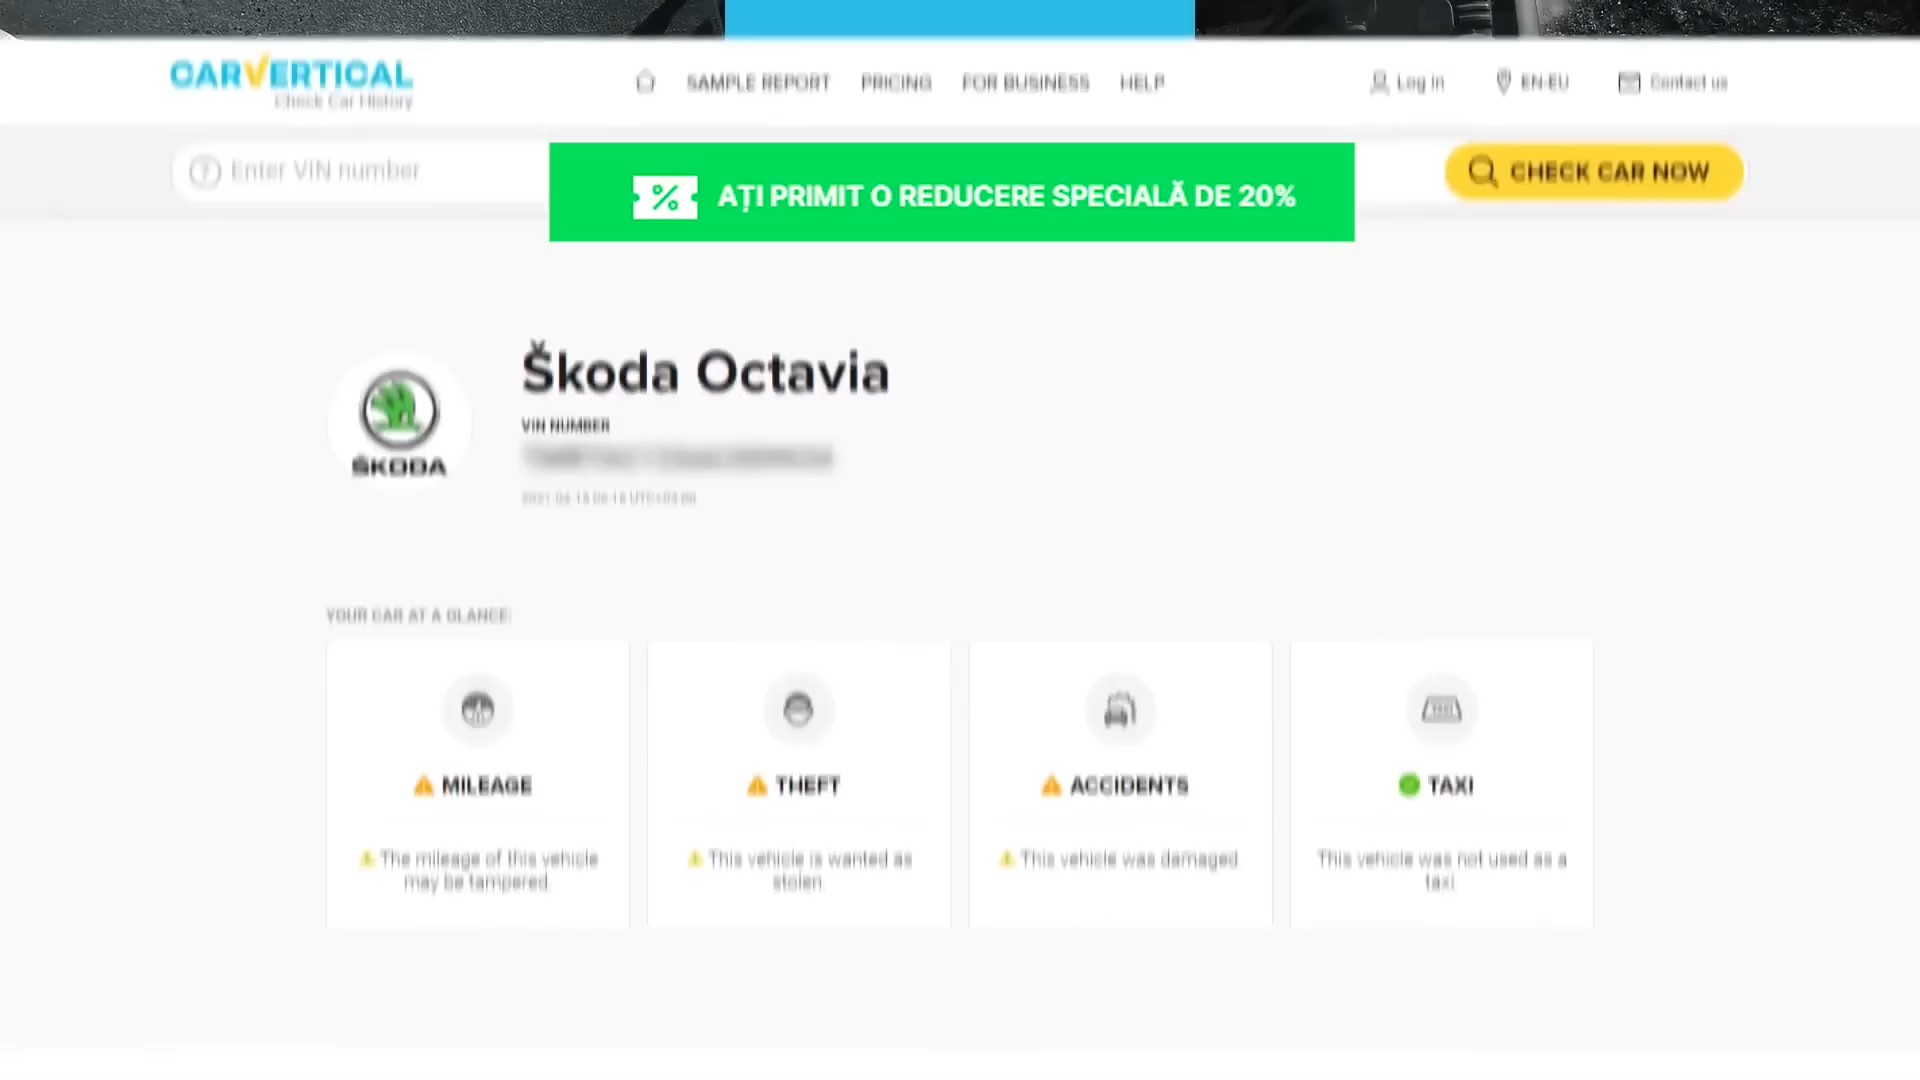 CARVERTICAL
Check Car History
SAMPLE REPORT
PRICING
FOR BUSINESS
HELP
Log in
EN-EU
Contact us
Enter VIN number
AȚI PRIMIT O REDUCERE SPECIALĂ DE 20%
CHECK CAR NOW
Škoda Octavia
VIN NUMBER
ŠKODA
YOUR CAR AT A GLANCE:
MILEAGE
The mileage of this vehicle
may be tampered
THEFT
This vehicle is wanted as
stolen
ACCIDENTS
This vehicle was damaged
TAXI
This vehicle was not used as a
taxi